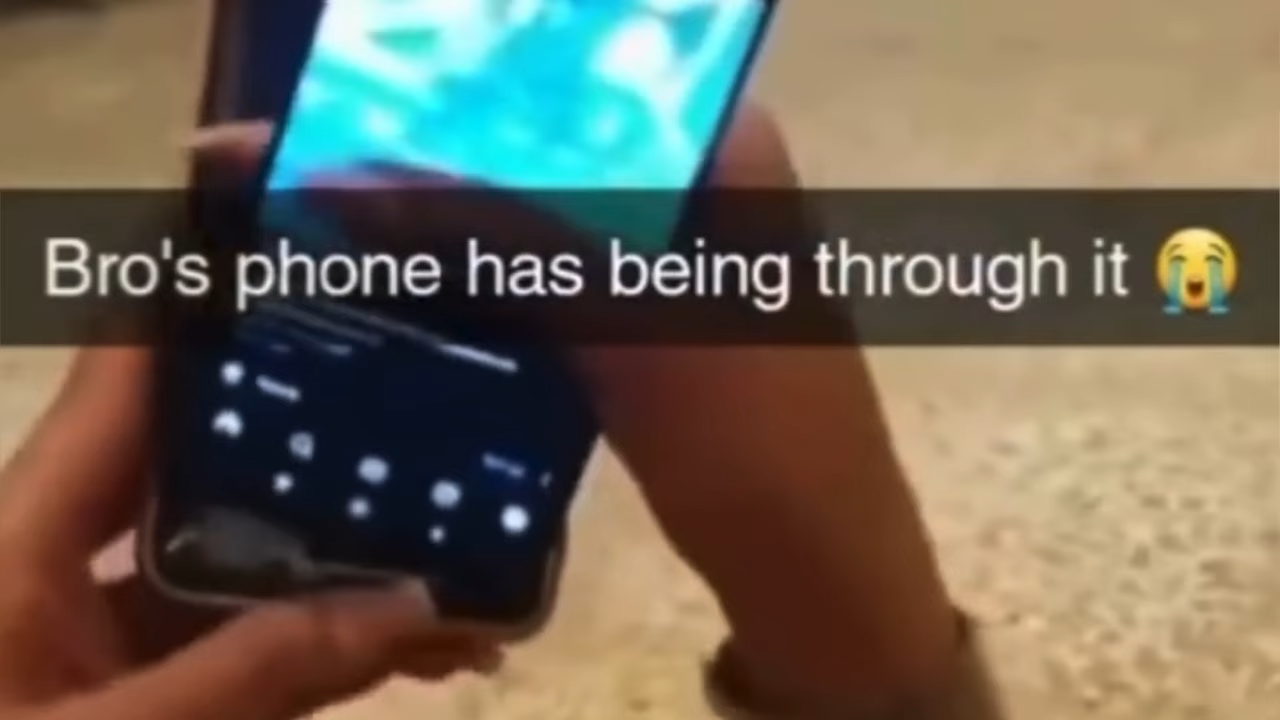 Bro's phone has being through it 😭